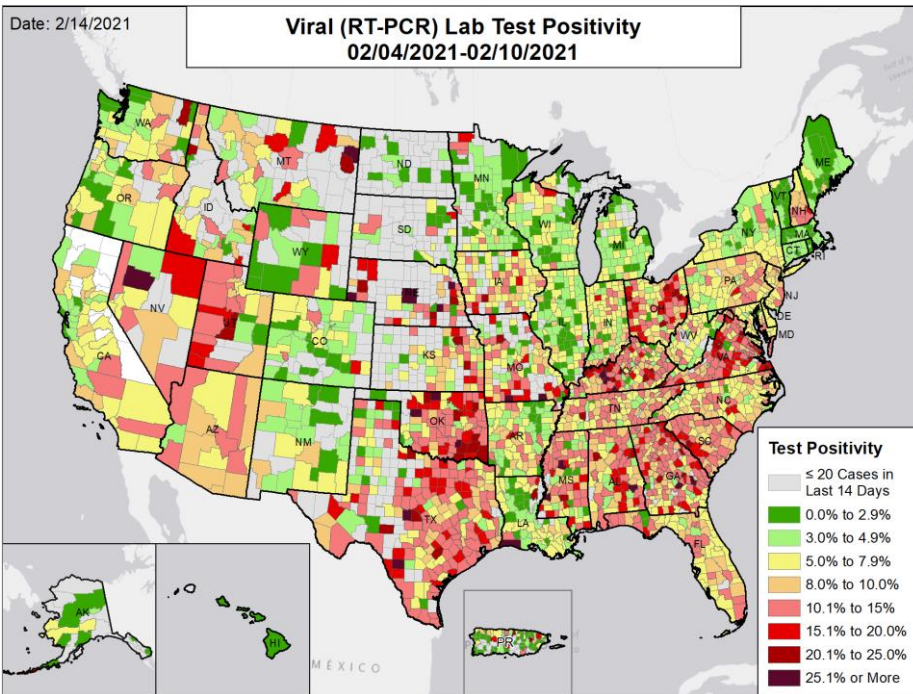 Date: 2/14/2021
Viral (RT-PCR) Lab Test Positivity
02/04/2021-02/10/2021
WA
MT
ND
MN
ME
OR
ID
WY
SD
WI
MI
NY
VT
NH
MA
CT
RI
NV
UT
CO
NE
IA
IL
IN
OH
PA
NJ
DE
MD
WV
VA
CA
AZ
NM
KS
MO
KY
OK
AR
TN
NC
SC
TX
LA
MS
AL
GA
FL
AK
HI
PR
MÉXICO
Test Positivity
≤ 20 Cases in
Last 14 Days
0.0% to 2.9%
3.0% to 4.9%
5.0% to 7.9%
8.0% to 10.0%
10.1% to 15%
15.1% to 20.0%
20.1% to 25.0%
25.1% or More